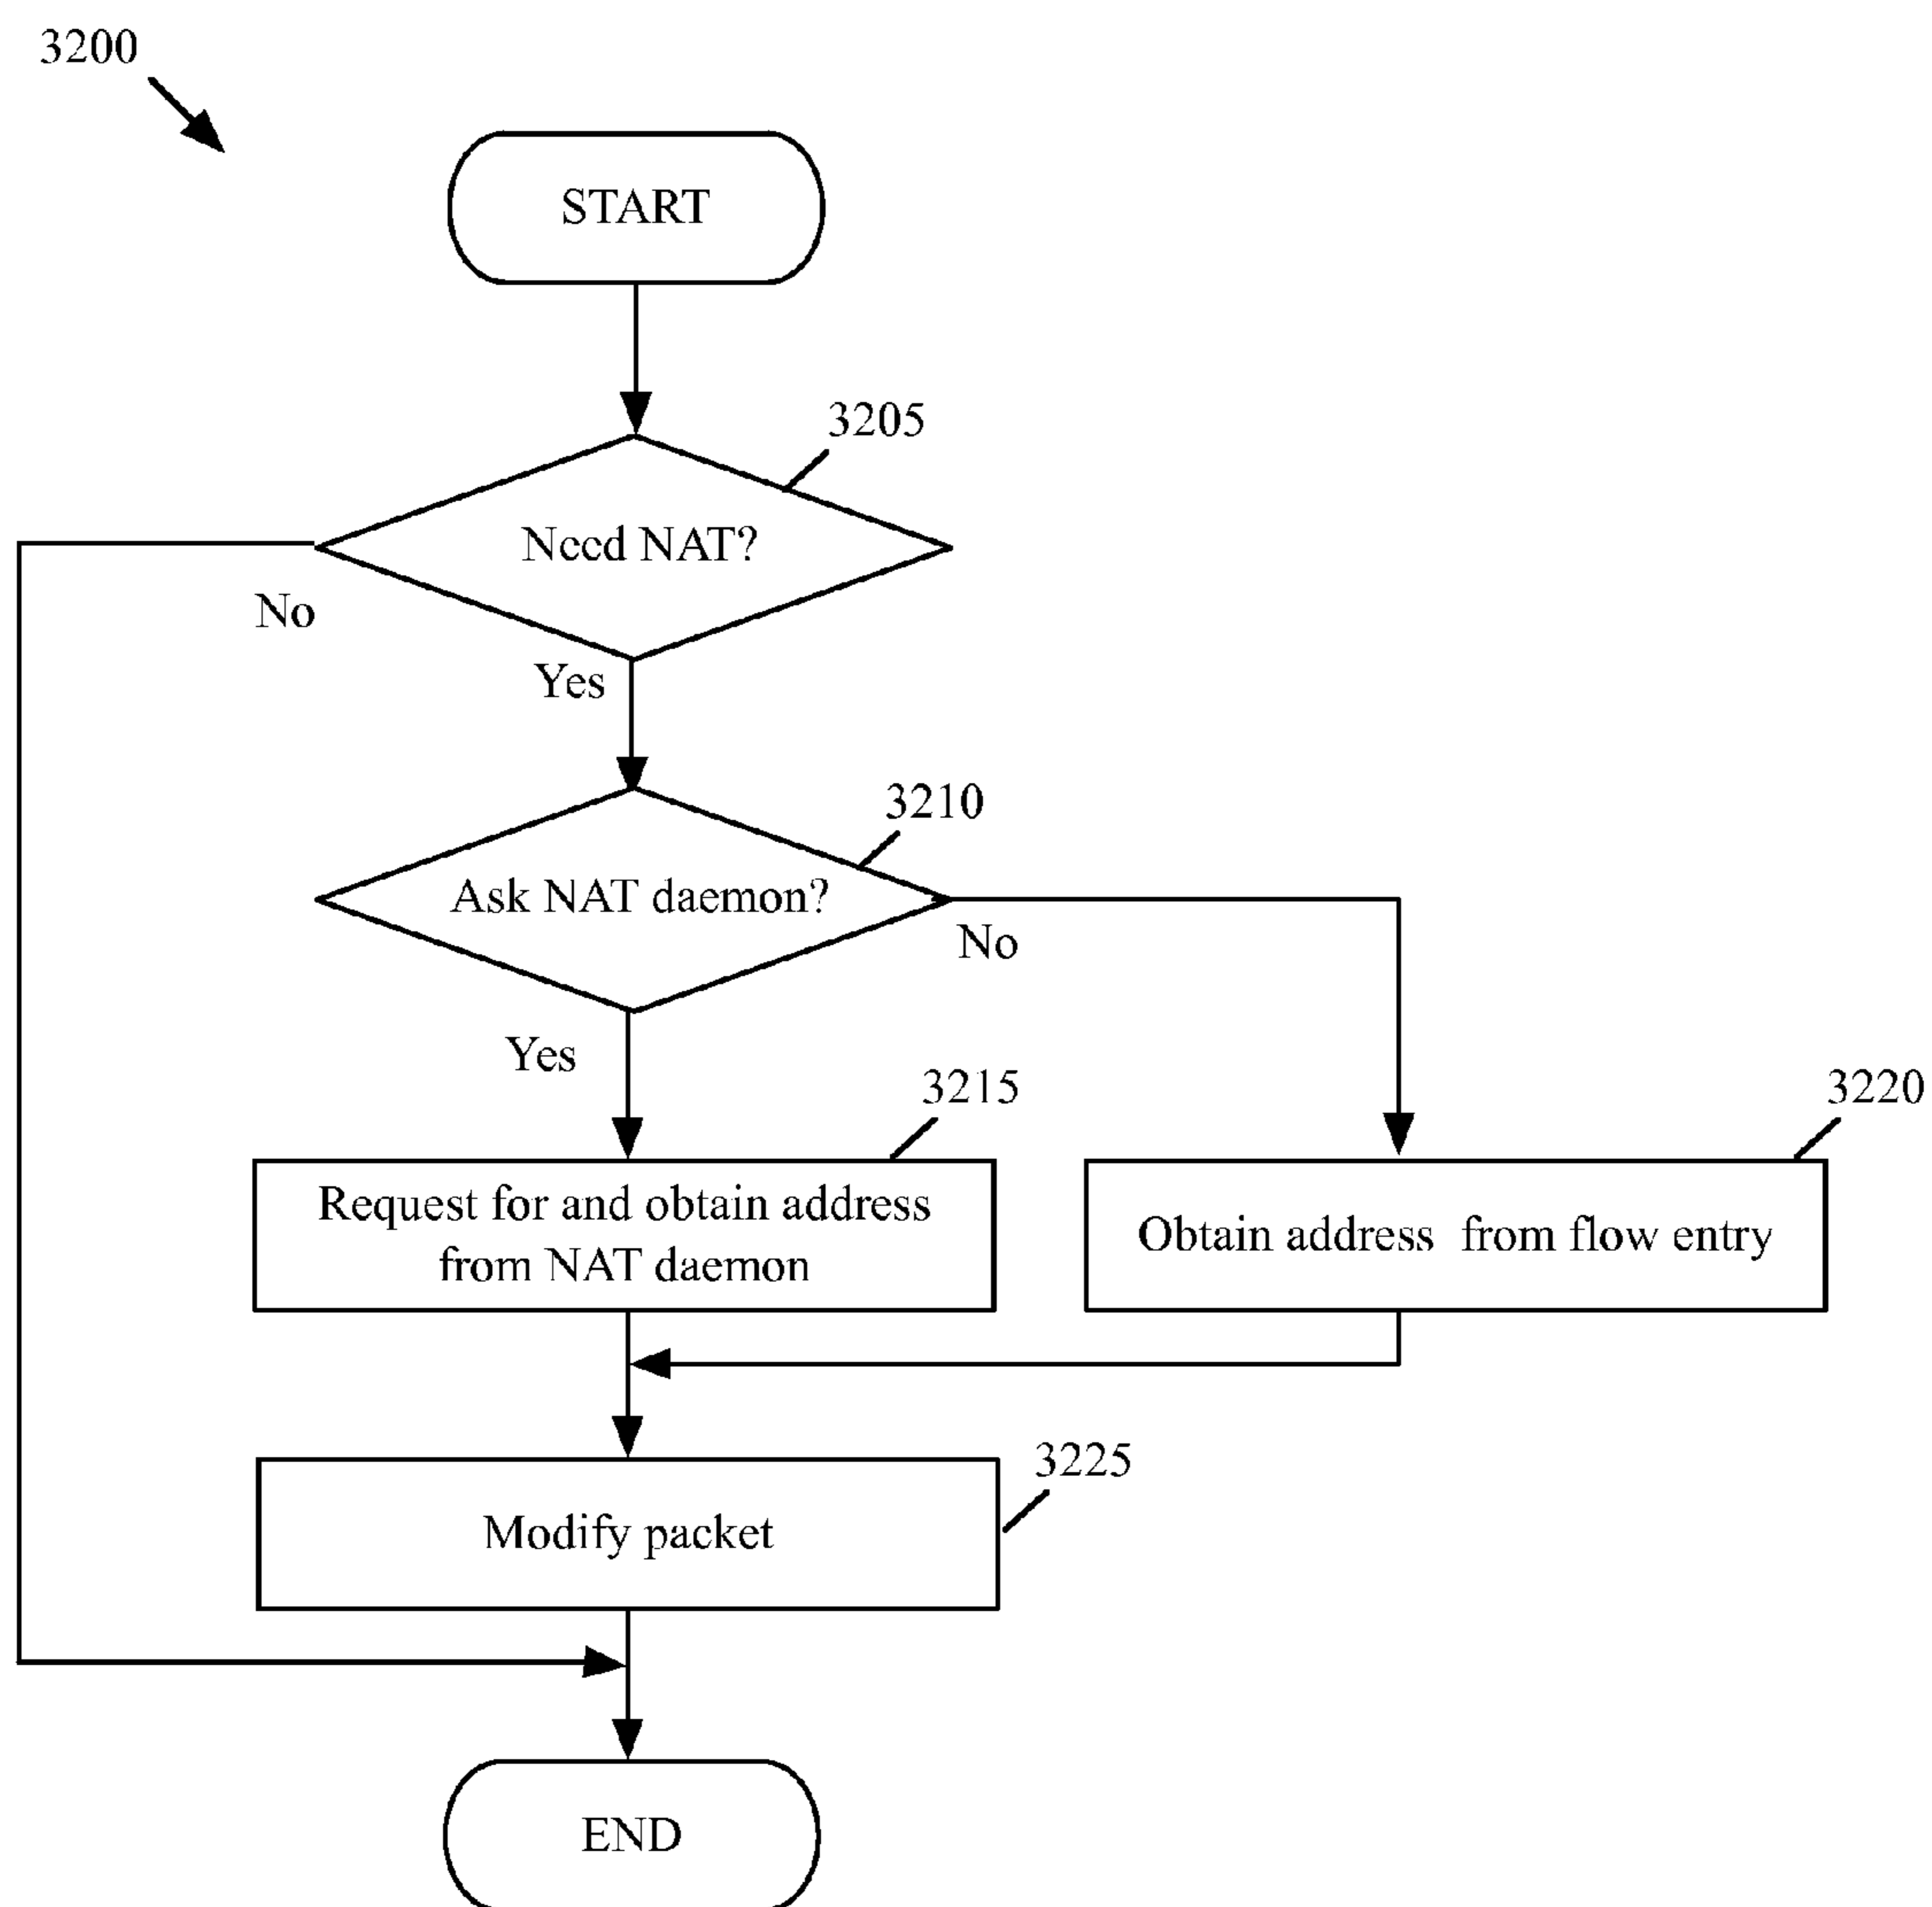 3200
START
3205
Need NAT?
No
Yes
3210
Ask NAT daemon?
No
Yes
3215
3220
Request for and obtain address
from NAT daemon
Obtain address from flow entry
3225
Modify packet
END